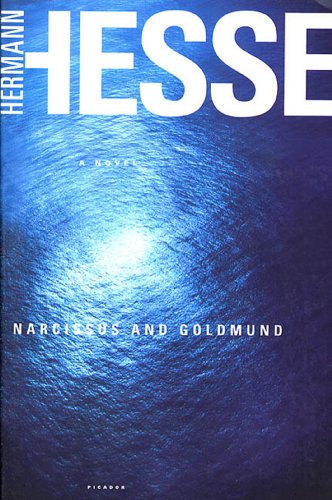 HERMANN
HESSE
A NOVEL
NARCISSUS AND GOLDMUND
PICADOR